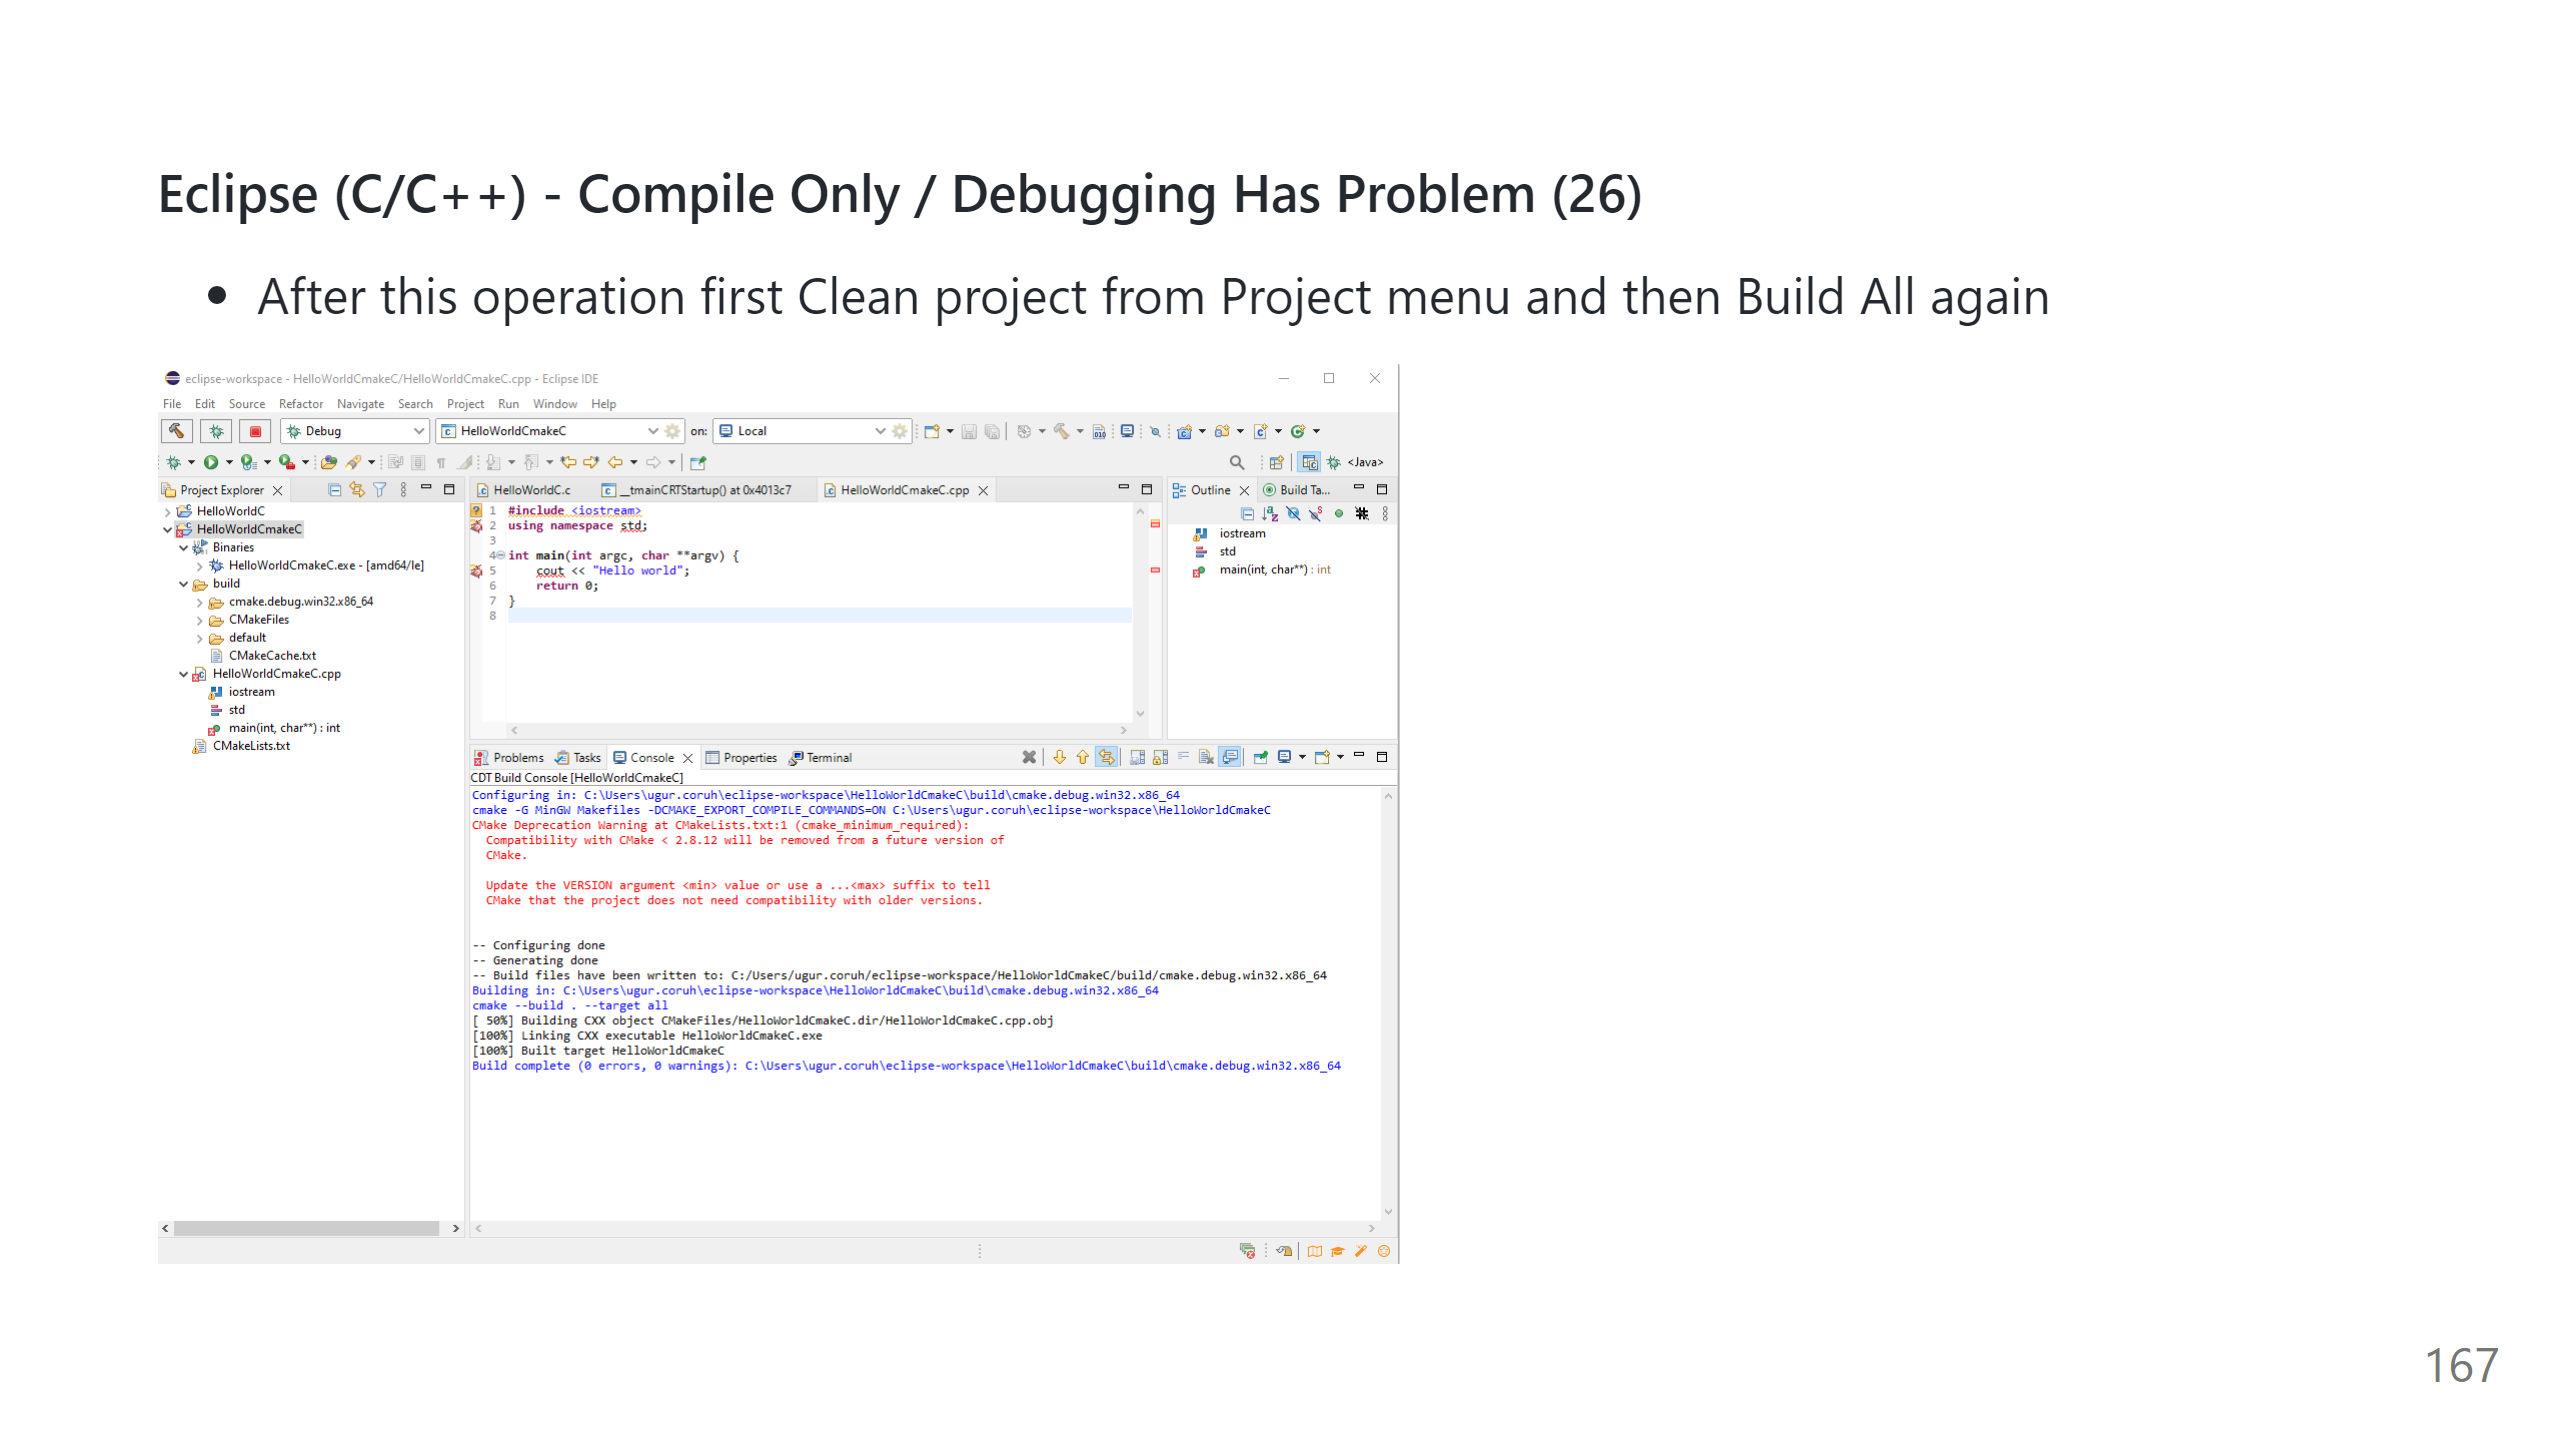 Eclipse (C/C++) - Compile Only / Debugging Has Problem (26)
• After this operation first Clean project from Project menu and then Build All again
eclipse-workspace - HelloWorldCmakeC/HelloWorldCmakeC.cpp - Eclipse IDE
File Edit Source Refactor Navigate Search Project Run Window Help
Debug HelloWorldCmakeC on: Local
<Java>
Project Explorer
HelloWorldC
HelloWorldCmakeC
Binaries
HelloWorldCmakeC.exe - [amd64/le]
build
cmake.debug.win32.x86_64
CMakeFiles
default
CMakeCache.txt
HelloWorldCmakeC.cpp
iostream
std
main(int, char**) : int
CMakeLists.txt
HelloWorldC.c __tmainCRTStartup() at 0x4013c7 HelloWorldCmakeC.cpp
1 #include <iostream>
2 using namespace std;
3
4 int main(int argc, char **argv) {
5 cout << "Hello world";
6 return 0;
7 }
8
Outline Build Ta...
iostream
std
main(int, char**) : int
Problems Tasks Console Properties Terminal
CDT Build Console [HelloWorldCmakeC]
Configuring in: C:\Users\ugur.coruh\eclipse-workspace\HelloWorldCmakeC\build\cmake.debug.win32.x86_64
cmake -G MinGW Makefiles -DCMAKE_EXPORT_COMPILE_COMMANDS=ON C:\Users\ugur.coruh\eclipse-workspace\HelloWorldCmakeC
CMake Deprecation Warning at CMakeLists.txt:1 (cmake_minimum_required):
Compatibility with CMake < 2.8.12 will be removed from a future version of
CMake.
Update the VERSION argument <min> value or use a ...<max> suffix to tell
CMake that the project does not need compatibility with older versions.
-- Configuring done
-- Generating done
-- Build files have been written to: C:/Users/ugur.coruh/eclipse-workspace/HelloWorldCmakeC/build/cmake.debug.win32.x86_64
Building in: C:\Users\ugur.coruh\eclipse-workspace\HelloWorldCmakeC\build\cmake.debug.win32.x86_64
cmake --build . --target all
[ 50%] Building CXX object CMakeFiles/HelloWorldCmakeC.dir/HelloWorldCmakeC.cpp.obj
[100%] Linking CXX executable HelloWorldCmakeC.exe
[100%] Built target HelloWorldCmakeC
Build complete (0 errors, 0 warnings): C:\Users\ugur.coruh\eclipse-workspace\HelloWorldCmakeC\build\cmake.debug.win32.x86_64
167